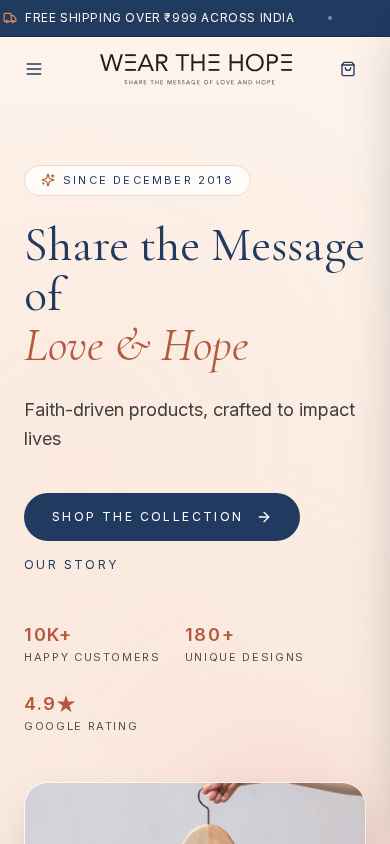 FREE SHIPPING OVER ₹999 ACROSS INDIA
WEAR THE HOPE
SHARE THE MESSAGE OF LOVE AND HOPE
SINCE DECEMBER 2018
Share the Message
of
Love & Hope
Faith-driven products, crafted to impact
lives
SHOP THE COLLECTION
OUR STORY
10K+ 180+
HAPPY CUSTOMERS UNIQUE DESIGNS
4.9★
GOOGLE RATING